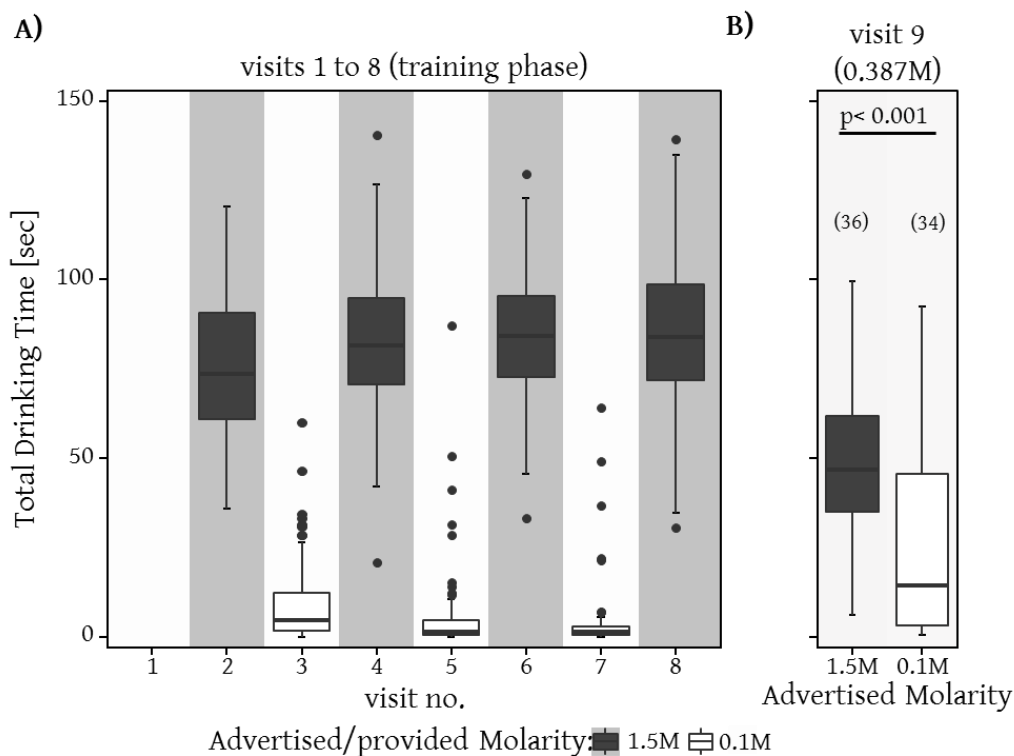 A)
visits 1 to 8 (training phase)
Total Drinking Time [sec]
150
100
50
0
1 2 3 4 5 6 7 8
visit no.
Advertised/provided Molarity: 1.5M 0.1M
B)
visit 9
(0.387M)
p< 0.001
(36) (34)
1.5M 0.1M
Advertised Molarity